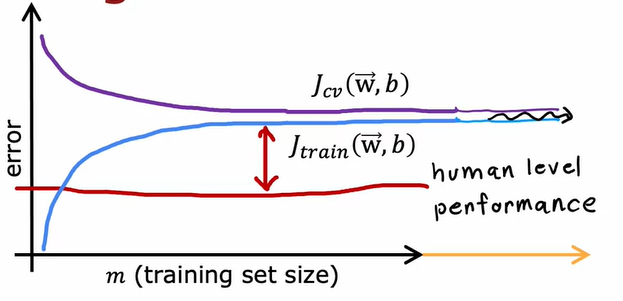 J_cv(w⃗, b)
J_train(w⃗, b)
error
human level
performance
m (training set size)